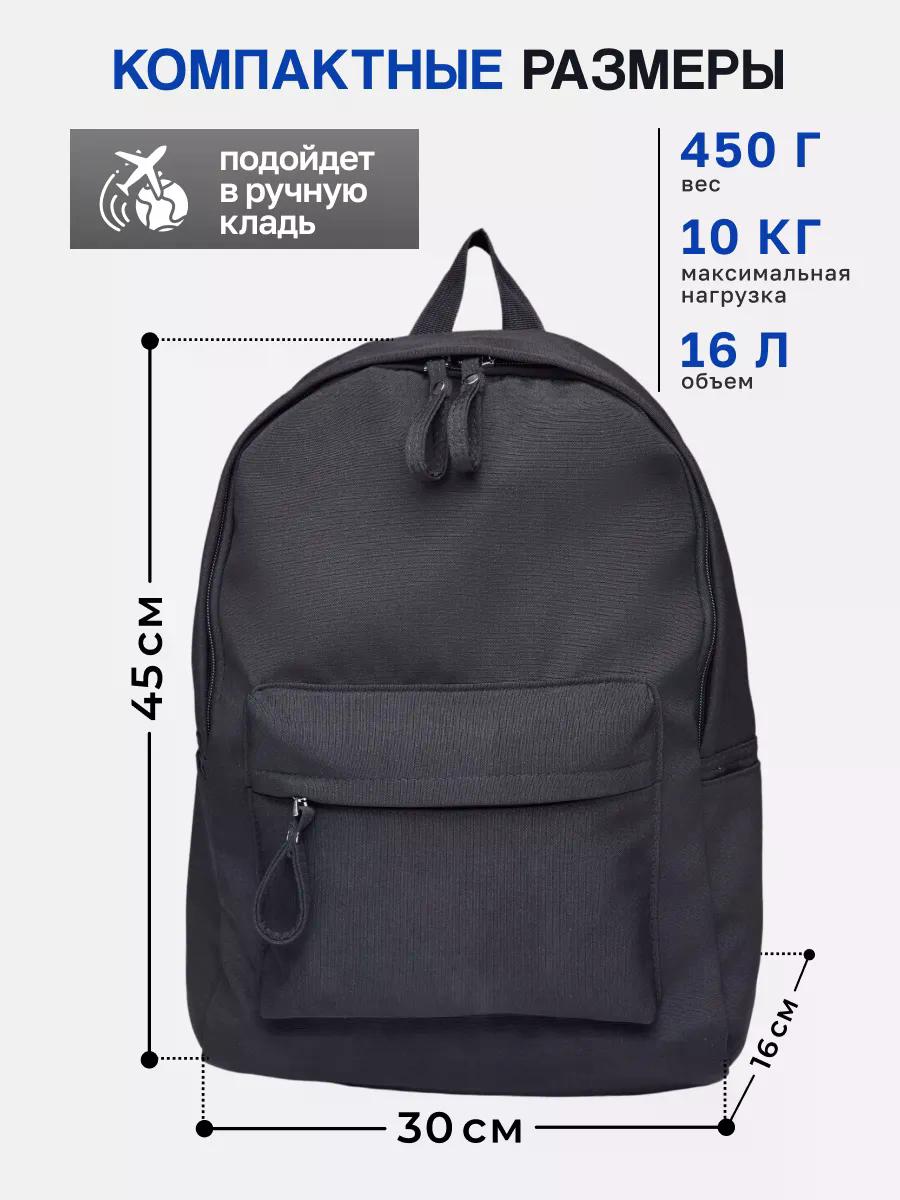 КОМПАКТНЫЕ РАЗМЕРЫ
подойдет
в ручную
кладь
450 Г
вес
10 КГ
максимальная
нагрузка
16 Л
объем
45 см
16 см
30 см